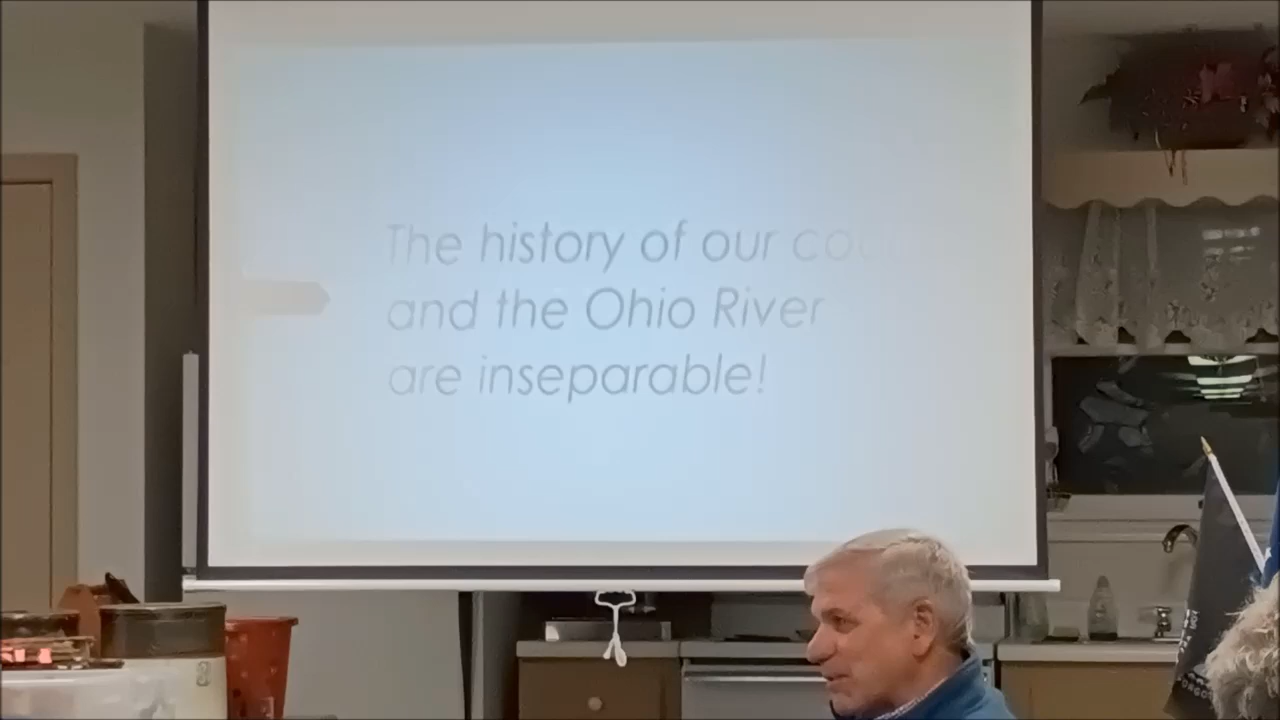 The history of our
and the Ohio River
are inseparable!